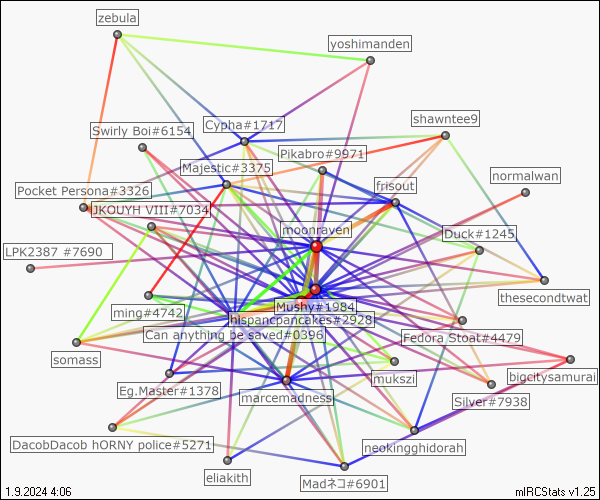 zebula
yoshimanden
shawntee9
Cypha#1717
Swirly Boi#6154
Pikabro#9971
Majestic#3375
normalwan
frisout
Pocket Persona#3326
IJKOUYH VIII#7034
moonraven
Duck#1245
LPK2387 #7690
thesecondtwat
Mushy#1984
ming#4742
hispancpancakes#2928
Can anything be saved#0396
Fedora Stoat#4479
somass
mukszi
bigcitysamurai
Eg.Master#1378
marcemadness
Silver#7938
DacobDacob hORNY police#5271
neokingghidorah
eliakith
Madネコ#6901
1.9.2024 4:06
mIRCStats v1.25